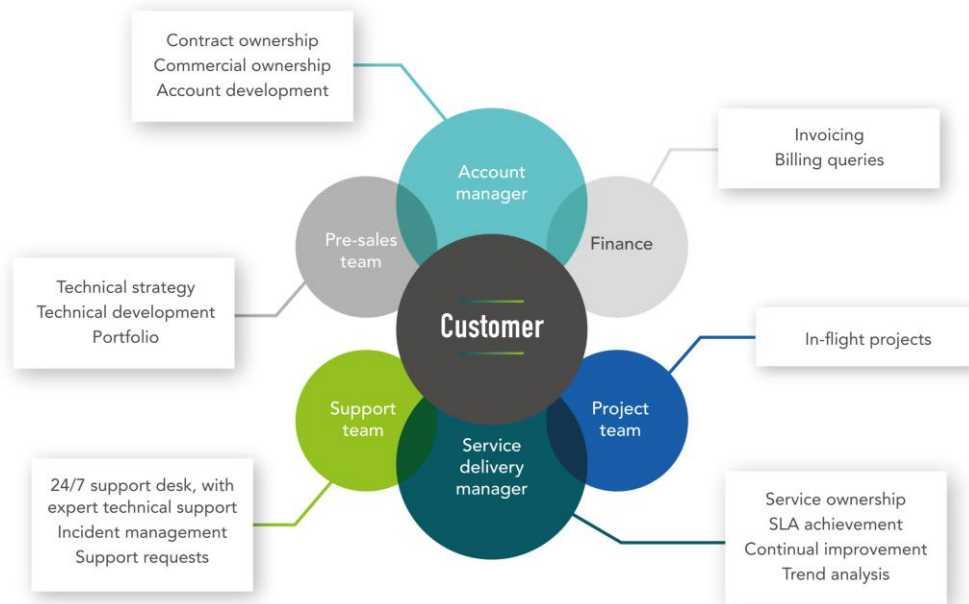 Contract ownership
Commercial ownership
Account development
Invoicing
Billing queries
Account
manager
Pre-sales
team
Finance
Technical strategy
Technical development
Portfolio
Customer
In-flight projects
Support
team
Project
team
Service
delivery
manager
24/7 support desk, with
expert technical support
Incident management
Support requests
Service ownership
SLA achievement
Continual improvement
Trend analysis